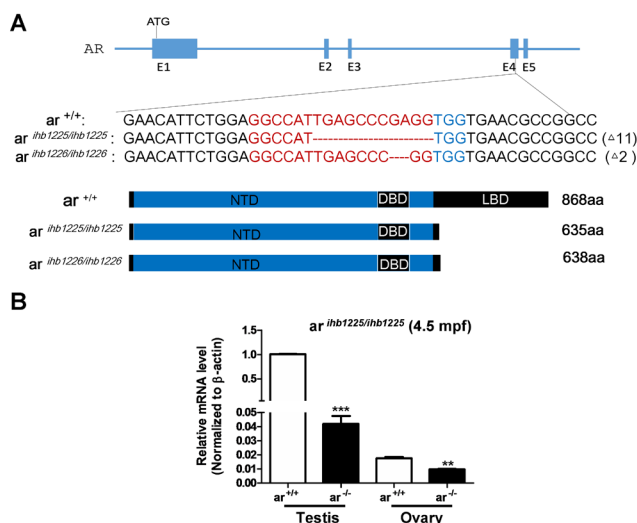 A
ATG
AR
E1 E2 E3 E4 E5
ar +/+: GAACATTCTGGAGGCCATTGAGCCCGAGGTGGTGAACGCCGGCC
ar ihb1225/ihb1225 : GAACATTCTGGAGGCCAT--------------------TGGTGAACGCCGGCC (△11)
ar ihb1226/ihb1226 : GAACATTCTGGAGGCCATTGAGCCC----GGTGGTGAACGCCGGCC (△2)
ar +/+ NTD DBD LBD 868aa
ar ihb1225/ihb1225 NTD DBD 635aa
ar ihb1226/ihb1226 NTD DBD 638aa
B
ar ihb1225/ihb1225 (4.5 mpf)
Relative mRNA level
(Normalized to β-actin)
1.5
1.0
0.5
0.05
0.04
0.03
0.02
0.01
0.00
***
**
ar+/+ ar-/- ar+/+ ar-/-
Testis Ovary